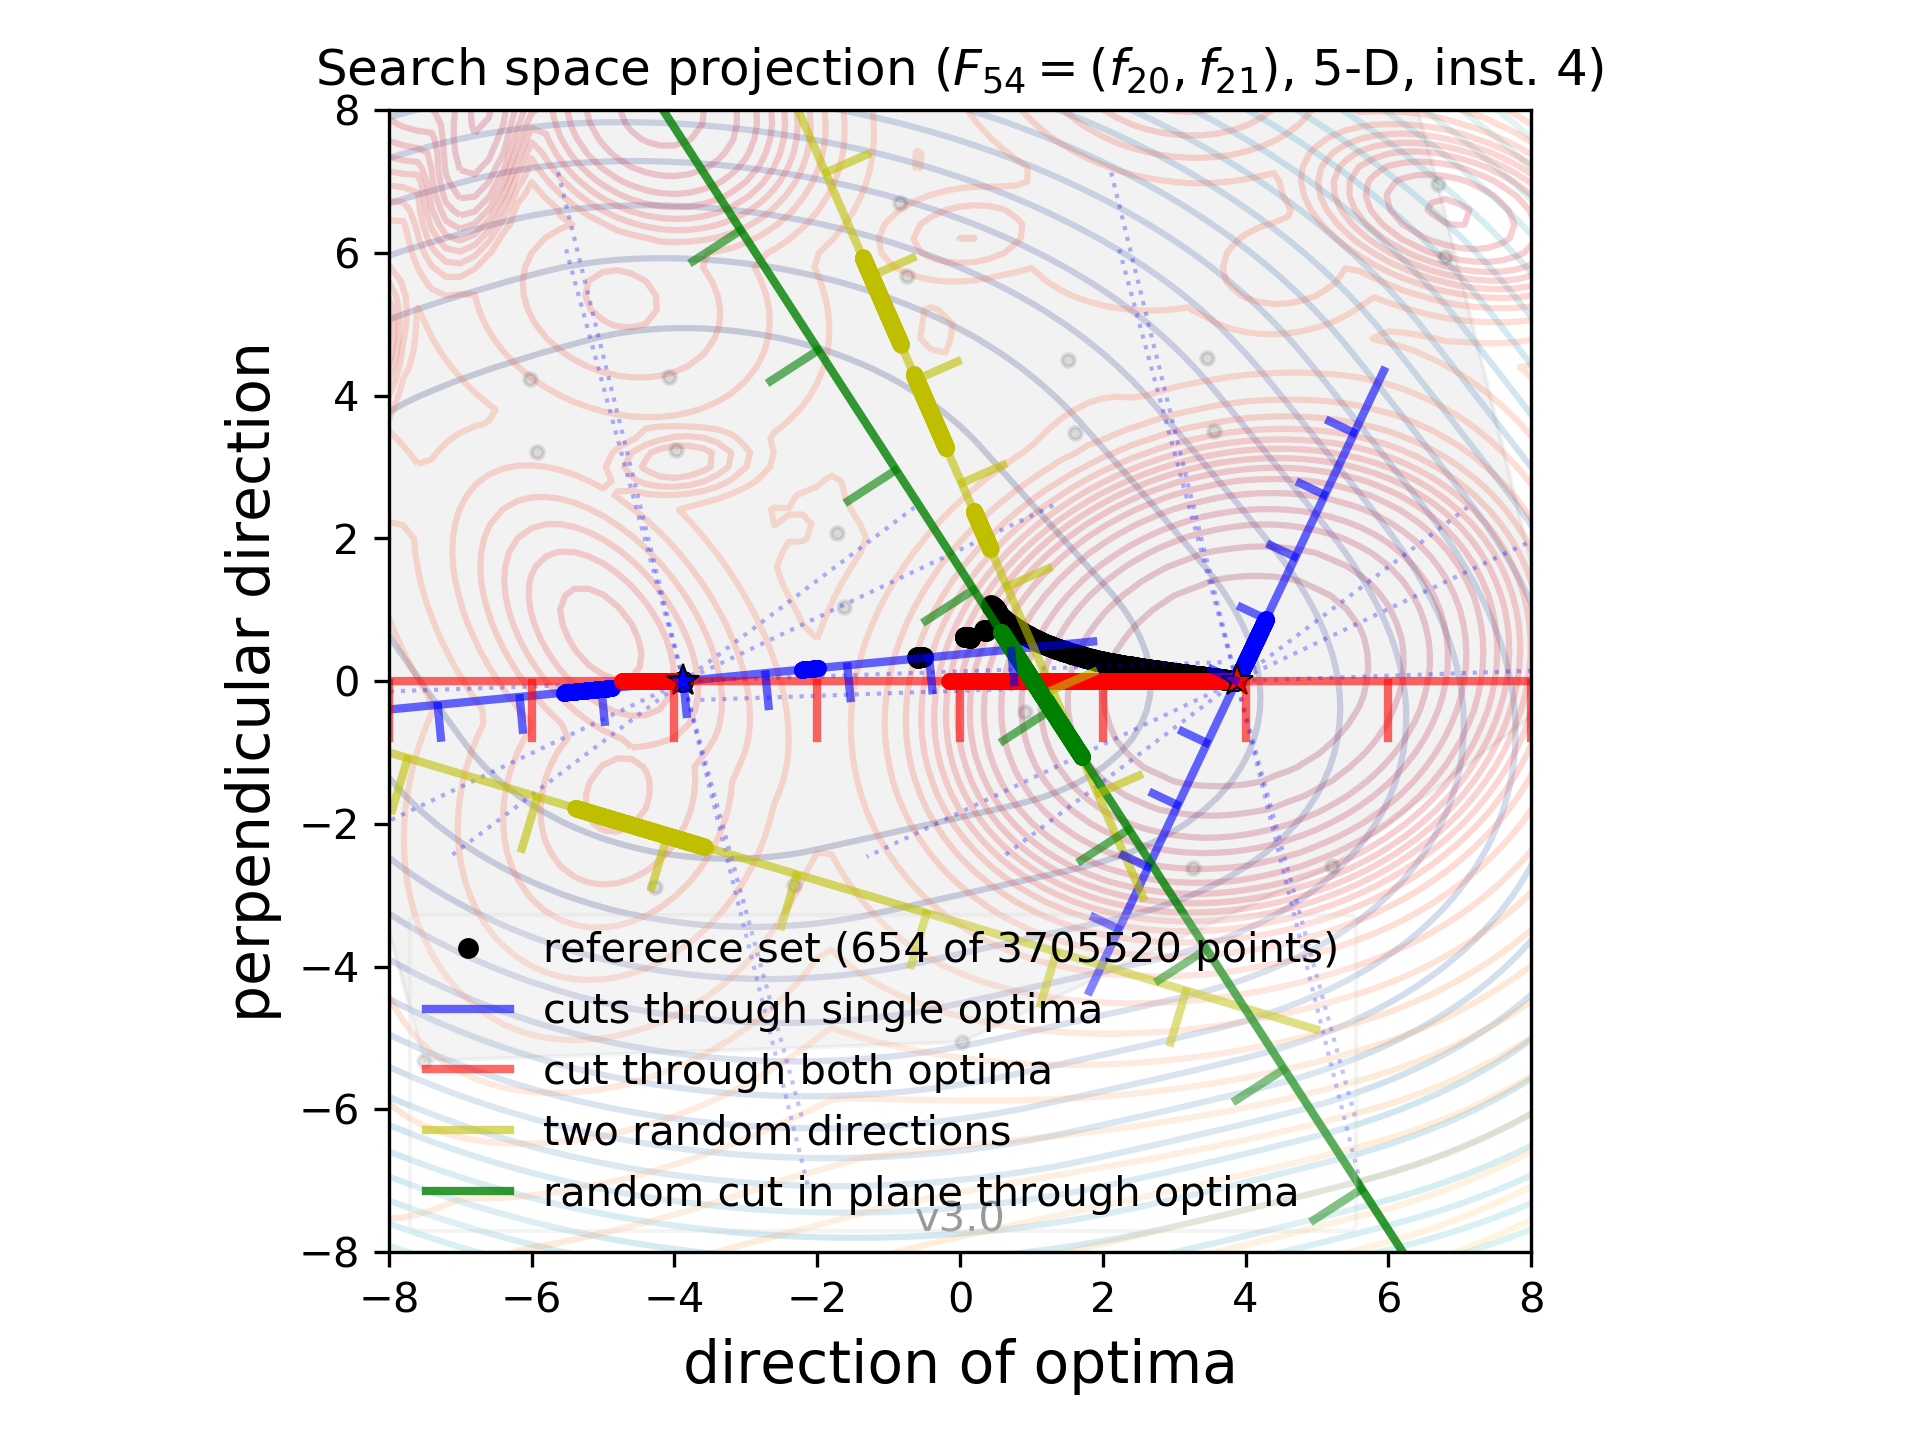 Search space projection (F₅₄ = (f₂₀, f₂₁), 5-D, inst. 4)
8
6
4
2
0
−2
−4
−6
−8
perpendicular direction
reference set (654 of 3705520 points)
cuts through single optima
cut through both optima
two random directions
random cut in plane through optima
v3.0
−8 −6 −4 −2 0 2 4 6 8
direction of optima